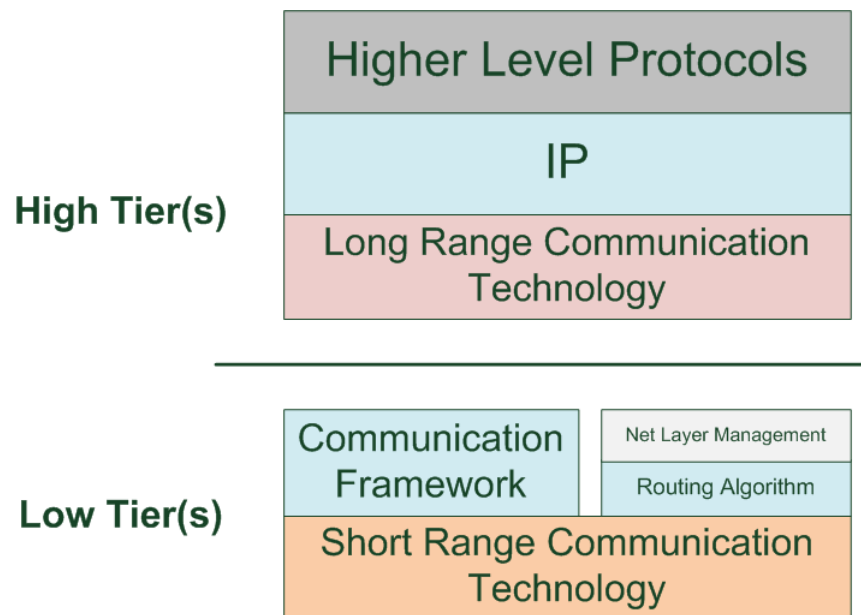 Higher Level Protocols
IP
High Tier(s)
Long Range Communication
Technology
Communication
Framework
Net Layer Management
Routing Algorithm
Low Tier(s)
Short Range Communication
Technology